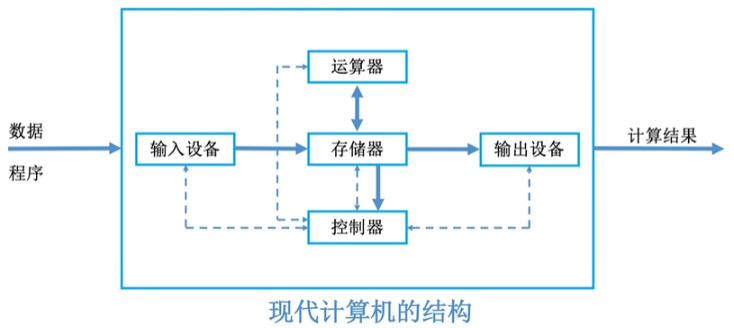 运算器
数据
程序
输入设备
存储器
输出设备
计算结果
控制器
现代计算机的结构